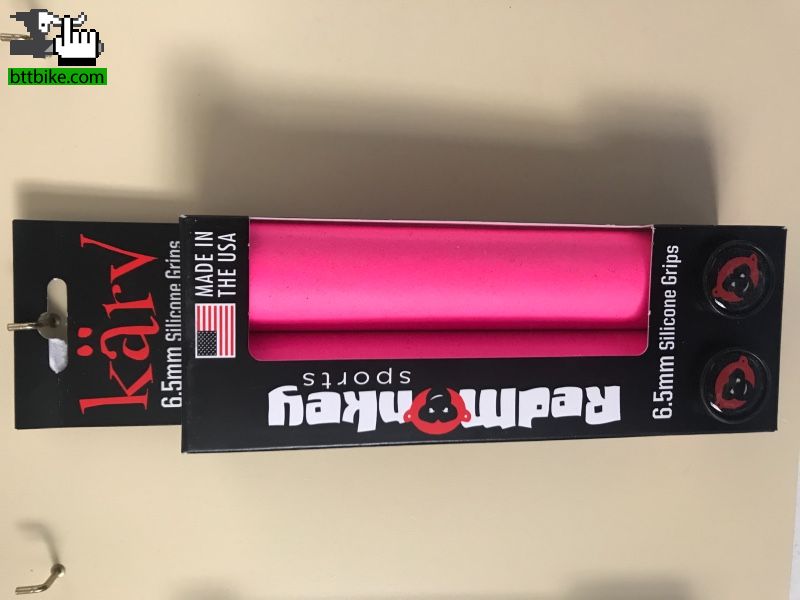 bttbike.com
kärv
6.5mm Silicone Grips
MADE IN
THE USA
RedMonkey
sports
6.5mm Silicone Grips